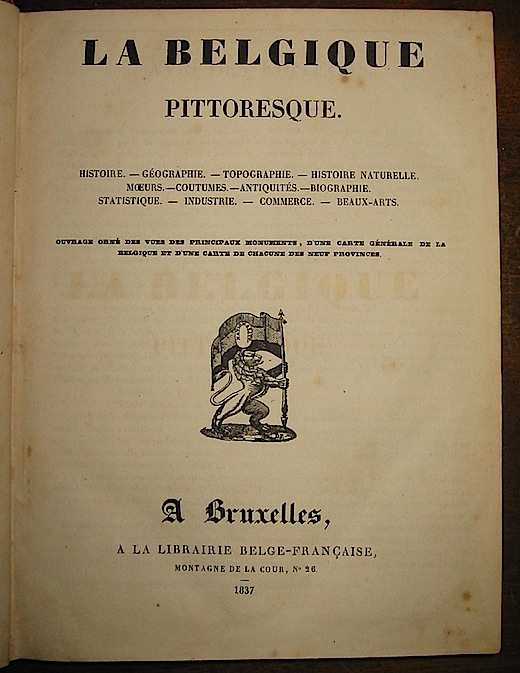 LA BELGIQUE
PITTORESQUE.
HISTOIRE. — GÉOGRAPHIE. — TOPOGRAPHIE. — HISTOIRE NATURELLE.
MŒURS.—COUTUMES.—ANTIQUITÉS.—BIOGRAPHIE.
STATISTIQUE. — INDUSTRIE. — COMMERCE. — BEAUX-ARTS.
OUVRAGE ORNÉ DES VUES DES PRINCIPAUX MONUMENTS, D'UNE CARTE GÉNÉRALE DE LA
BELGIQUE ET D'UNE CARTE DE CHACUNE DES NEUF PROVINCES.
A Bruxelles,
A LA LIBRAIRIE BELGE-FRANÇAISE,
MONTAGNE DE LA COUR, N° 26.
1837